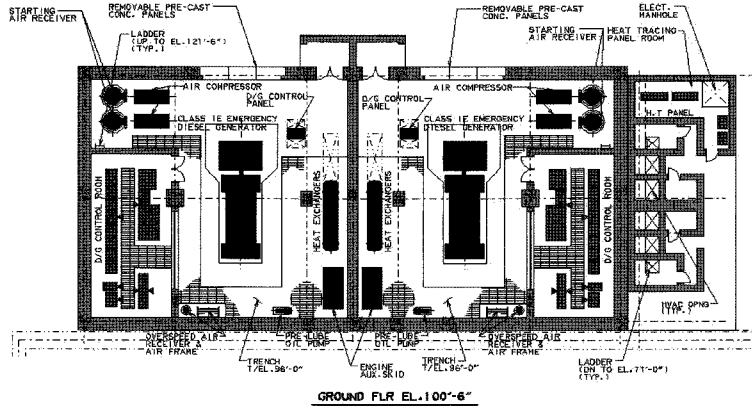 STARTING
AIR RECEIVER
REMOVABLE PRE-CAST
CONC. PANELS
LADDER
(UP TO EL.121'-6")
(TYP.)
AIR COMPRESSOR
D/G CONTROL
PANEL
CLASS IE EMERGENCY
DIESEL GENERATOR
D/G CONTROL ROOM
HEAT EXCHANGERS
REMOVABLE PRE-CAST
CONC. PANELS
STARTING
AIR RECEIVER
HEAT TRACING
PANEL ROOM
ELECT.
MANHOLE
AIR COMPRESSOR
D/G CONTROL
PANEL
CLASS IE EMERGENCY
DIESEL GENERATOR
H.T PANEL
HEAT EXCHANGERS
D/G CONTROL ROOM
HVAC OPNG
(TYP.)
OVERSPEED AIR
RECEIVER &
AIR FRAME
PRE-LUBE
OIL PUMP
TRENCH
T/EL.98'-0"
ENGINE
AUX.SKID
PRE-LUBE
OIL PUMP
TRENCH
OVERSPEED AIR
RECEIVER &
AIR FRAME
LADDER
(DN TO EL.71'-0")
(TYP.)
GROUND FLR EL.100'-6"